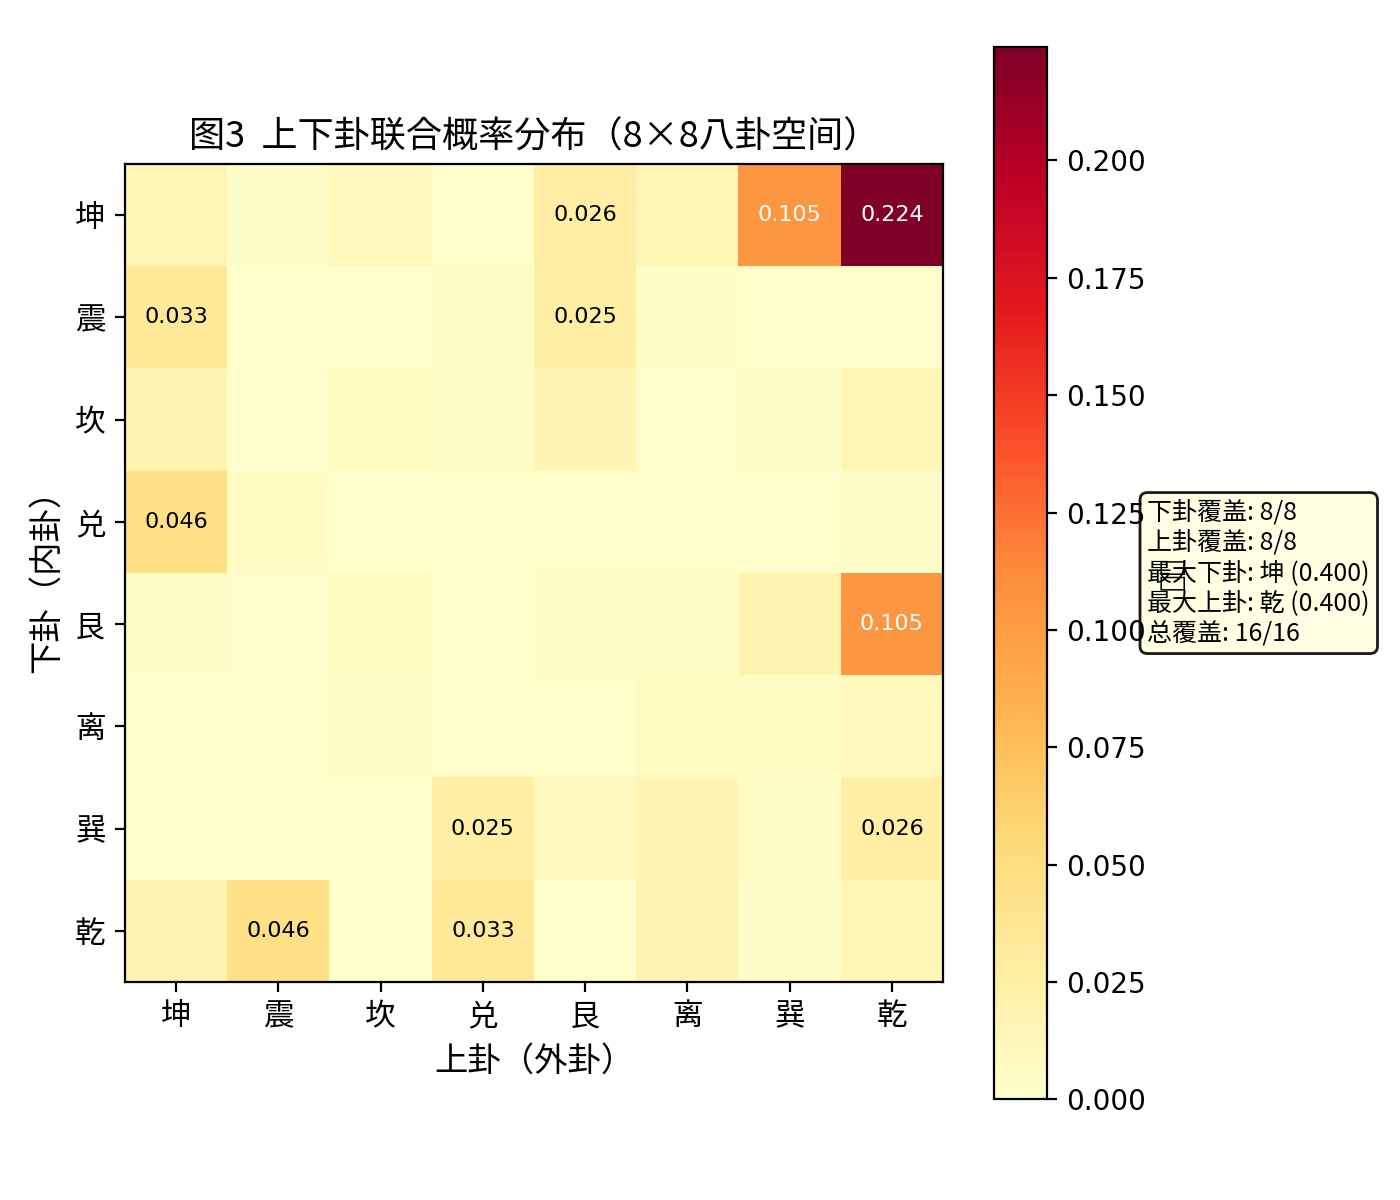 图3 上下卦联合概率分布（8×8八卦空间）
坤 0.026 0.105 0.224
震 0.033 0.025
坎
兑 0.046
艮 0.105
离
巽 0.025 0.026
乾 0.046 0.033
坤 震 坎 兑 艮 离 巽 乾
上卦（外卦）
下卦（内卦）
0.200
0.175
0.150
0.125
0.100
0.075
0.050
0.025
0.000
下卦覆盖: 8/8
上卦覆盖: 8/8
最大下卦: 坤 (0.400)
最大上卦: 乾 (0.400)
总覆盖: 16/16